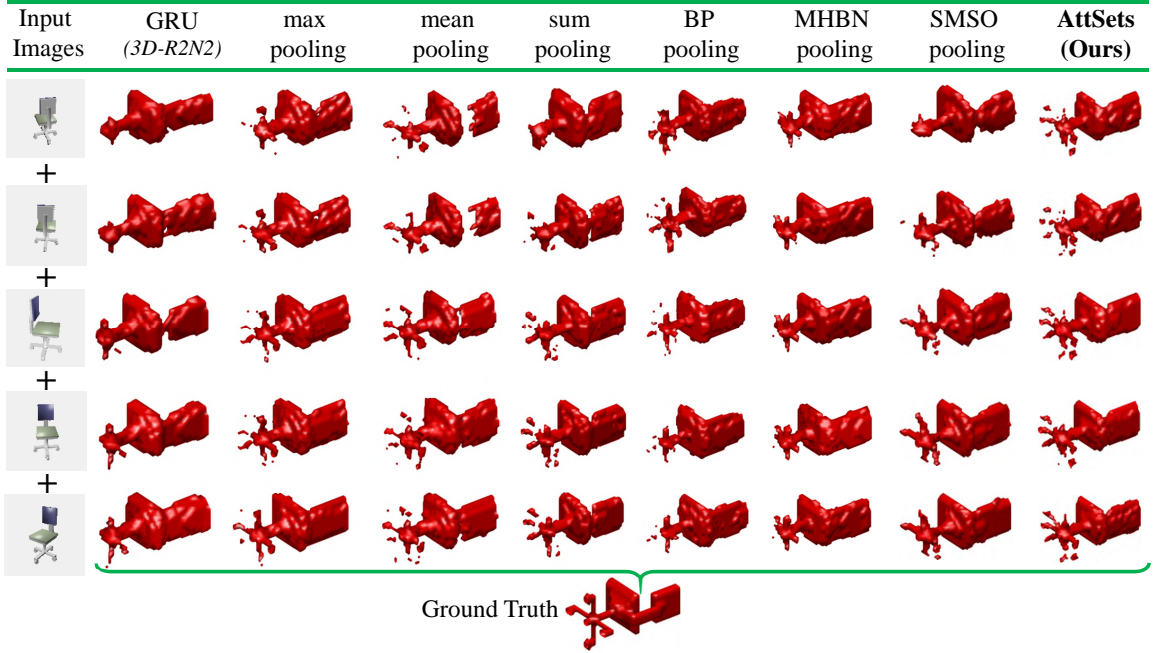 Input Images
GRU (3D-R2N2)
max pooling
mean pooling
sum pooling
BP pooling
MHBN pooling
SMSO pooling
AttSets (Ours)
+
+
+
+
Ground Truth